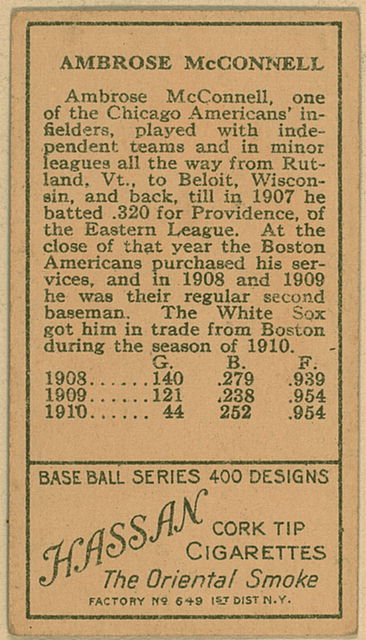 AMBROSE McCONNELL
Ambrose McConnell, one
of the Chicago Americans' in-
fielders, played with inde-
pendent teams and in minor
leagues all the way from Rut-
land, Vt., to Beloit, Wiscon-
sin, and back, till in 1907 he
batted .320 for Providence, of
the Eastern League. At the
close of that year the Boston
Americans purchased his ser-
vices, and in 1908 and 1909
he was their regular second
baseman. The White Sox
got him in trade from Boston
during the season of 1910.
G. B. F.
1908......140 .279 .939
1909......121 .238 .954
1910...... 44 252 .954
BASE BALL SERIES 400 DESIGNS
HASSAN
CORK TIP
CIGARETTES
The Oriental Smoke
FACTORY No 649 1ST DIST N.Y.